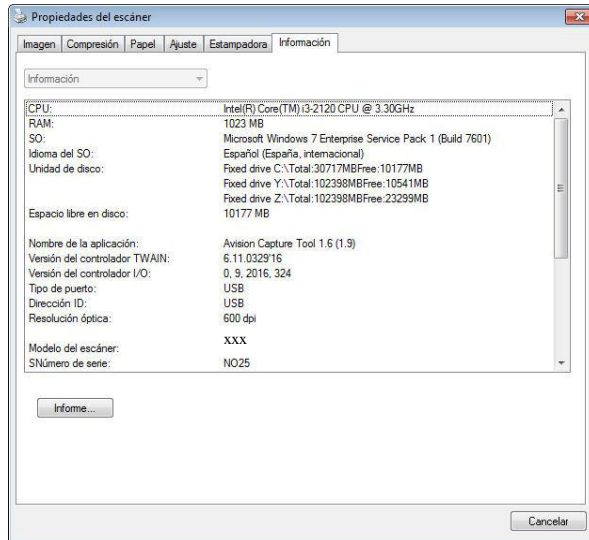 Propiedades del escáner
Imagen Compresión Papel Ajuste Estampadora Información
Información
CPU: Intel(R) Core(TM) i3-2120 CPU @ 3.30GHz
RAM: 1023 MB
SO: Microsoft Windows 7 Enterprise Service Pack 1 (Build 7601)
Idioma del SO: Español (España, internacional)
Unidad de disco: Fixed drive C:\Total:30717MBFree:10177MB
Fixed drive Y:\Total:102398MBFree:10541MB
Fixed drive Z:\Total:102398MBFree:23299MB
Espacio libre en disco: 10177 MB
Nombre de la aplicación: Avision Capture Tool 1.6 (1.9)
Versión del controlador TWAIN: 6.11.0329'16
Versión del controlador I/O: 0, 9, 2016, 324
Tipo de puerto: USB
Dirección ID: USB
Resolución óptica: 600 dpi
Modelo del escáner: XXX
SNúmero de serie: NO25
Informe...
Cancelar